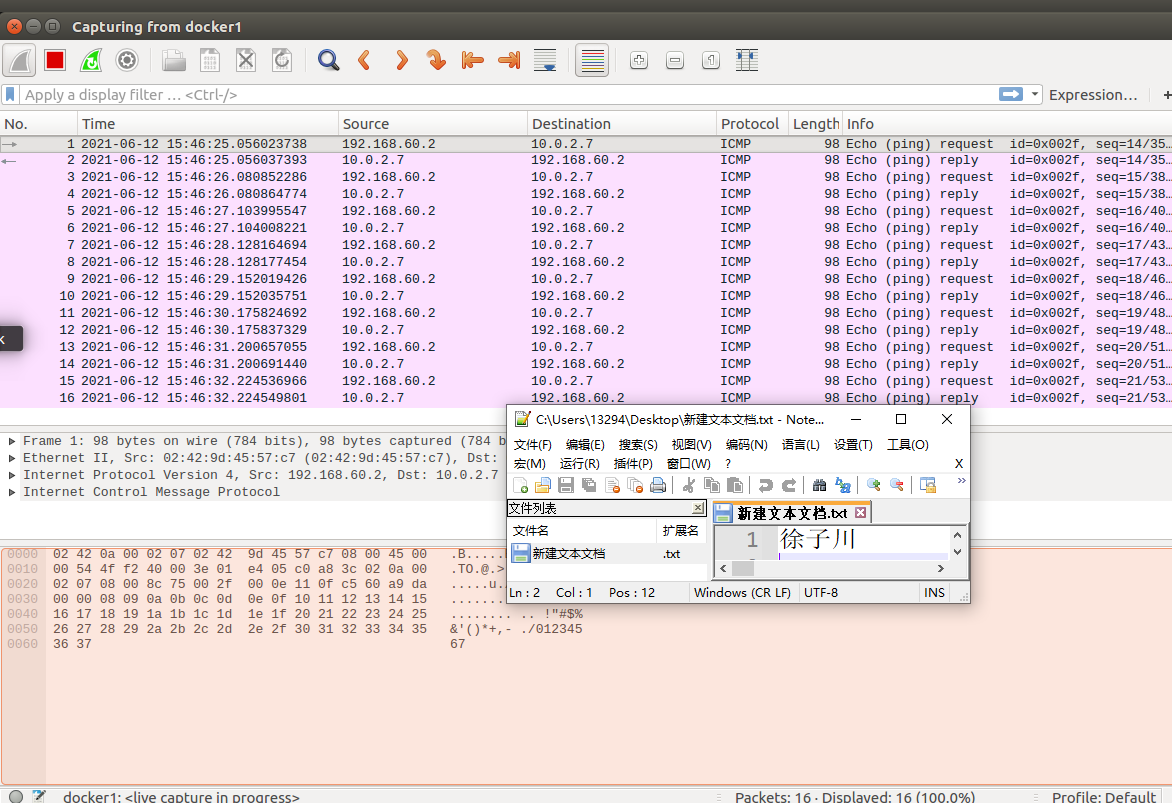 Capturing from docker1
Apply a display filter … <Ctrl-/>
Expression…
No. Time Source Destination Protocol Length Info
1 2021-06-12 15:46:25.056023738 192.168.60.2 10.0.2.7 ICMP 98 Echo (ping) request id=0x002f, seq=14/35…
2 2021-06-12 15:46:25.056037393 10.0.2.7 192.168.60.2 ICMP 98 Echo (ping) reply id=0x002f, seq=14/35…
3 2021-06-12 15:46:26.080852286 192.168.60.2 10.0.2.7 ICMP 98 Echo (ping) request id=0x002f, seq=15/38…
4 2021-06-12 15:46:26.080864774 10.0.2.7 192.168.60.2 ICMP 98 Echo (ping) reply id=0x002f, seq=15/38…
5 2021-06-12 15:46:27.103995547 192.168.60.2 10.0.2.7 ICMP 98 Echo (ping) request id=0x002f, seq=16/40…
6 2021-06-12 15:46:27.104008221 10.0.2.7 192.168.60.2 ICMP 98 Echo (ping) reply id=0x002f, seq=16/40…
7 2021-06-12 15:46:28.128164694 192.168.60.2 10.0.2.7 ICMP 98 Echo (ping) request id=0x002f, seq=17/43…
8 2021-06-12 15:46:28.128177454 10.0.2.7 192.168.60.2 ICMP 98 Echo (ping) reply id=0x002f, seq=17/43…
9 2021-06-12 15:46:29.152019426 192.168.60.2 10.0.2.7 ICMP 98 Echo (ping) request id=0x002f, seq=18/46…
10 2021-06-12 15:46:29.152035751 10.0.2.7 192.168.60.2 ICMP 98 Echo (ping) reply id=0x002f, seq=18/46…
11 2021-06-12 15:46:30.175824692 192.168.60.2 10.0.2.7 ICMP 98 Echo (ping) request id=0x002f, seq=19/48…
12 2021-06-12 15:46:30.175837329 10.0.2.7 192.168.60.2 ICMP 98 Echo (ping) reply id=0x002f, seq=19/48…
13 2021-06-12 15:46:31.200657055 192.168.60.2 10.0.2.7 ICMP 98 Echo (ping) request id=0x002f, seq=20/51…
14 2021-06-12 15:46:31.200691440 10.0.2.7 192.168.60.2 ICMP 98 Echo (ping) reply id=0x002f, seq=20/51…
15 2021-06-12 15:46:32.224536966 192.168.60.2 10.0.2.7 ICMP 98 Echo (ping) request id=0x002f, seq=21/53…
16 2021-06-12 15:46:32.224549801 10.0.2.7 192.168.60.2 ICMP 98 Echo (ping) reply id=0x002f, seq=21/53…
Frame 1: 98 bytes on wire (784 bits), 98 bytes captured (784 b
Ethernet II, Src: 02:42:9d:45:57:c7 (02:42:9d:45:57:c7), Dst:
Internet Protocol Version 4, Src: 192.168.60.2, Dst: 10.0.2.7
Internet Control Message Protocol
C:\Users\13294\Desktop\新建文本文档.txt - Note...
文件(F) 编辑(E) 搜索(S) 视图(V) 编码(N) 语言(L) 设置(T) 工具(O)
宏(M) 运行(R) 插件(P) 窗口(W) ? X
文件列表
文件名 扩展名
新建文本文档 .txt
新建文本文档.txt
1 徐子川
Ln : 2 Col : 1 Pos : 12 Windows (CR LF) UTF-8 INS
0000 02 42 0a 00 02 07 02 42 9d 45 57 c7 08 00 45 00 .B.....
0010 00 54 4f f2 40 00 3e 01 e4 05 c0 a8 3c 02 0a 00 .TO.@.>.
0020 02 07 08 00 8c 75 00 2f 00 0e 11 0f c5 60 a9 da .....u.
0030 00 00 08 09 0a 0b 0c 0d 0e 0f 10 11 12 13 14 15 ........
0040 16 17 18 19 1a 1b 1c 1d 1e 1f 20 21 22 23 24 25 ........ .. !"#$%
0050 26 27 28 29 2a 2b 2c 2d 2e 2f 30 31 32 33 34 35 &'()*+,- ./012345
0060 36 37 67
docker1: <live capture in progress> Packets: 16 · Displayed: 16 (100.0%) Profile: Default